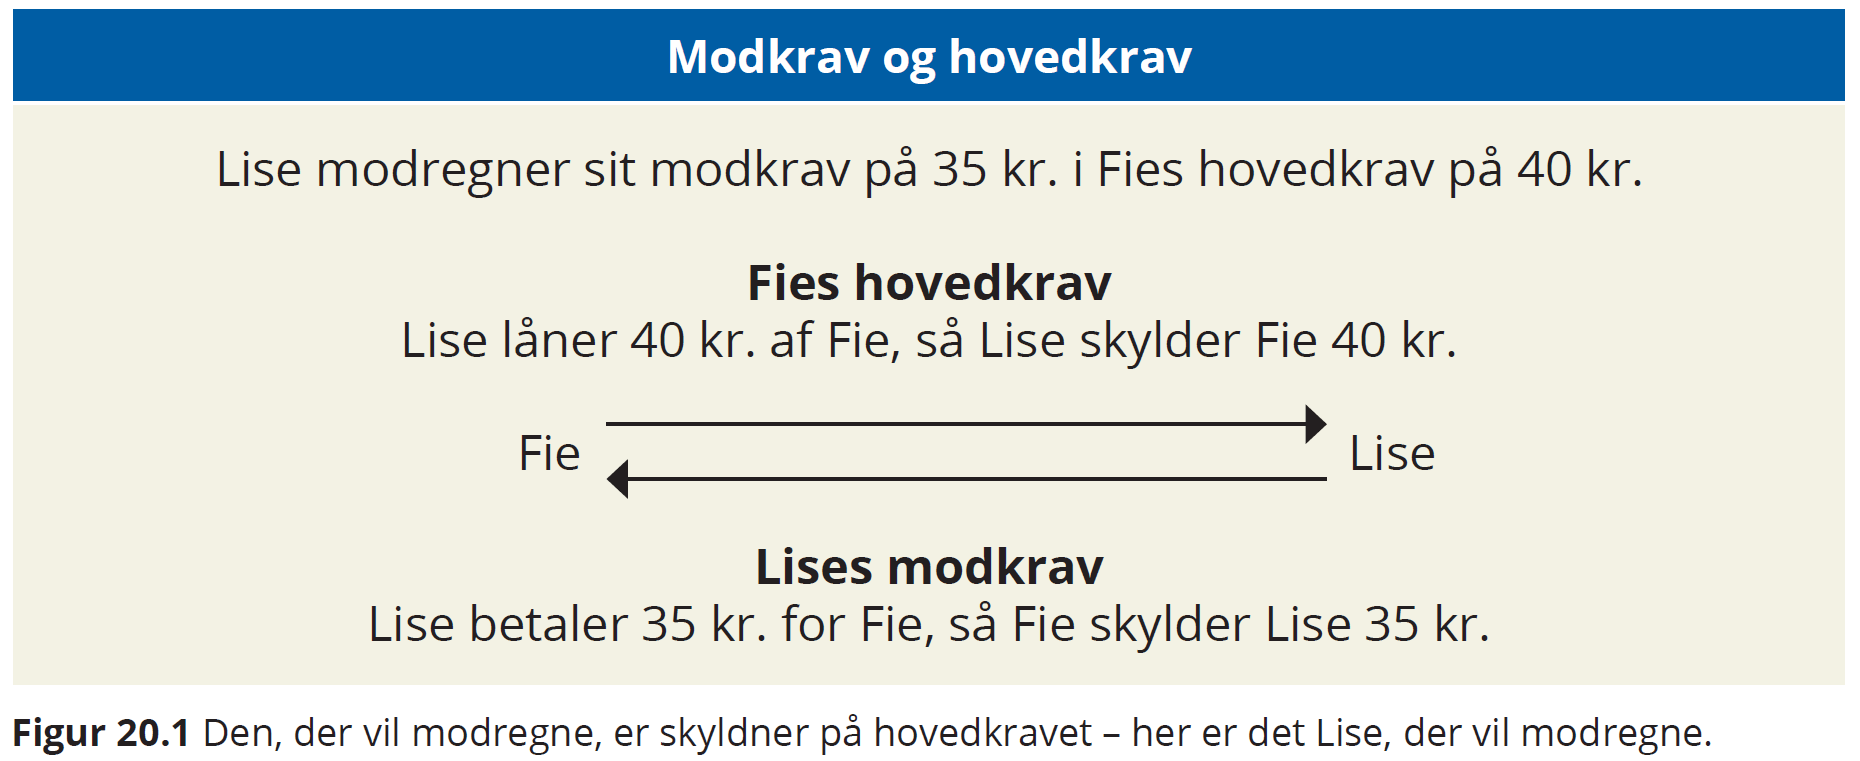 Modkrav og hovedkrav
Lise modregner sit modkrav på 35 kr. i Fies hovedkrav på 40 kr.
Fies hovedkrav
Lise låner 40 kr. af Fie, så Lise skylder Fie 40 kr.
Fie
Lise
Lises modkrav
Lise betaler 35 kr. for Fie, så Fie skylder Lise 35 kr.
Figur 20.1 Den, der vil modregne, er skyldner på hovedkravet – her er det Lise, der vil modregne.